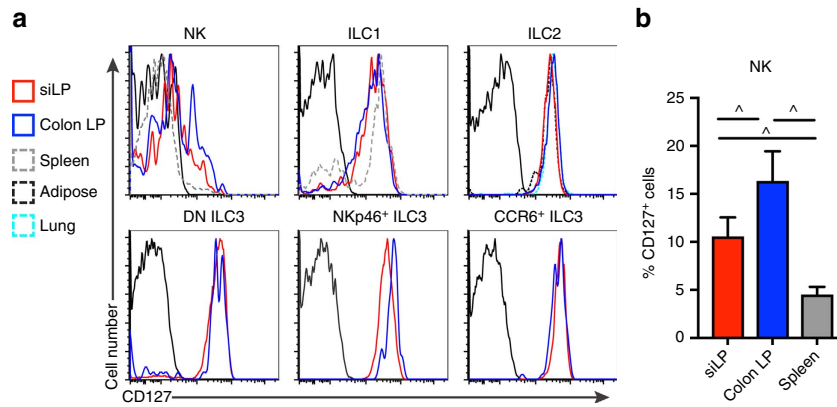 a
NK
ILC1
ILC2
siLP
Colon LP
Spleen
Adipose
Lung
DN ILC3
NKp46⁺ ILC3
CCR6⁺ ILC3
Cell number
CD127
b
NK
25
20
15
10
5
0
% CD127⁺ cells
^
^
^
siLP
Colon LP
Spleen